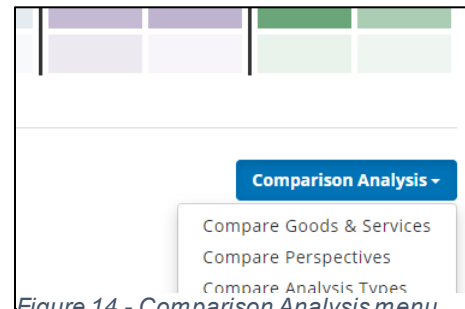 Comparison Analysis
Compare Goods & Services
Compare Perspectives
Compare Analysis Types
Figure 14 - Comparison Analysis menu